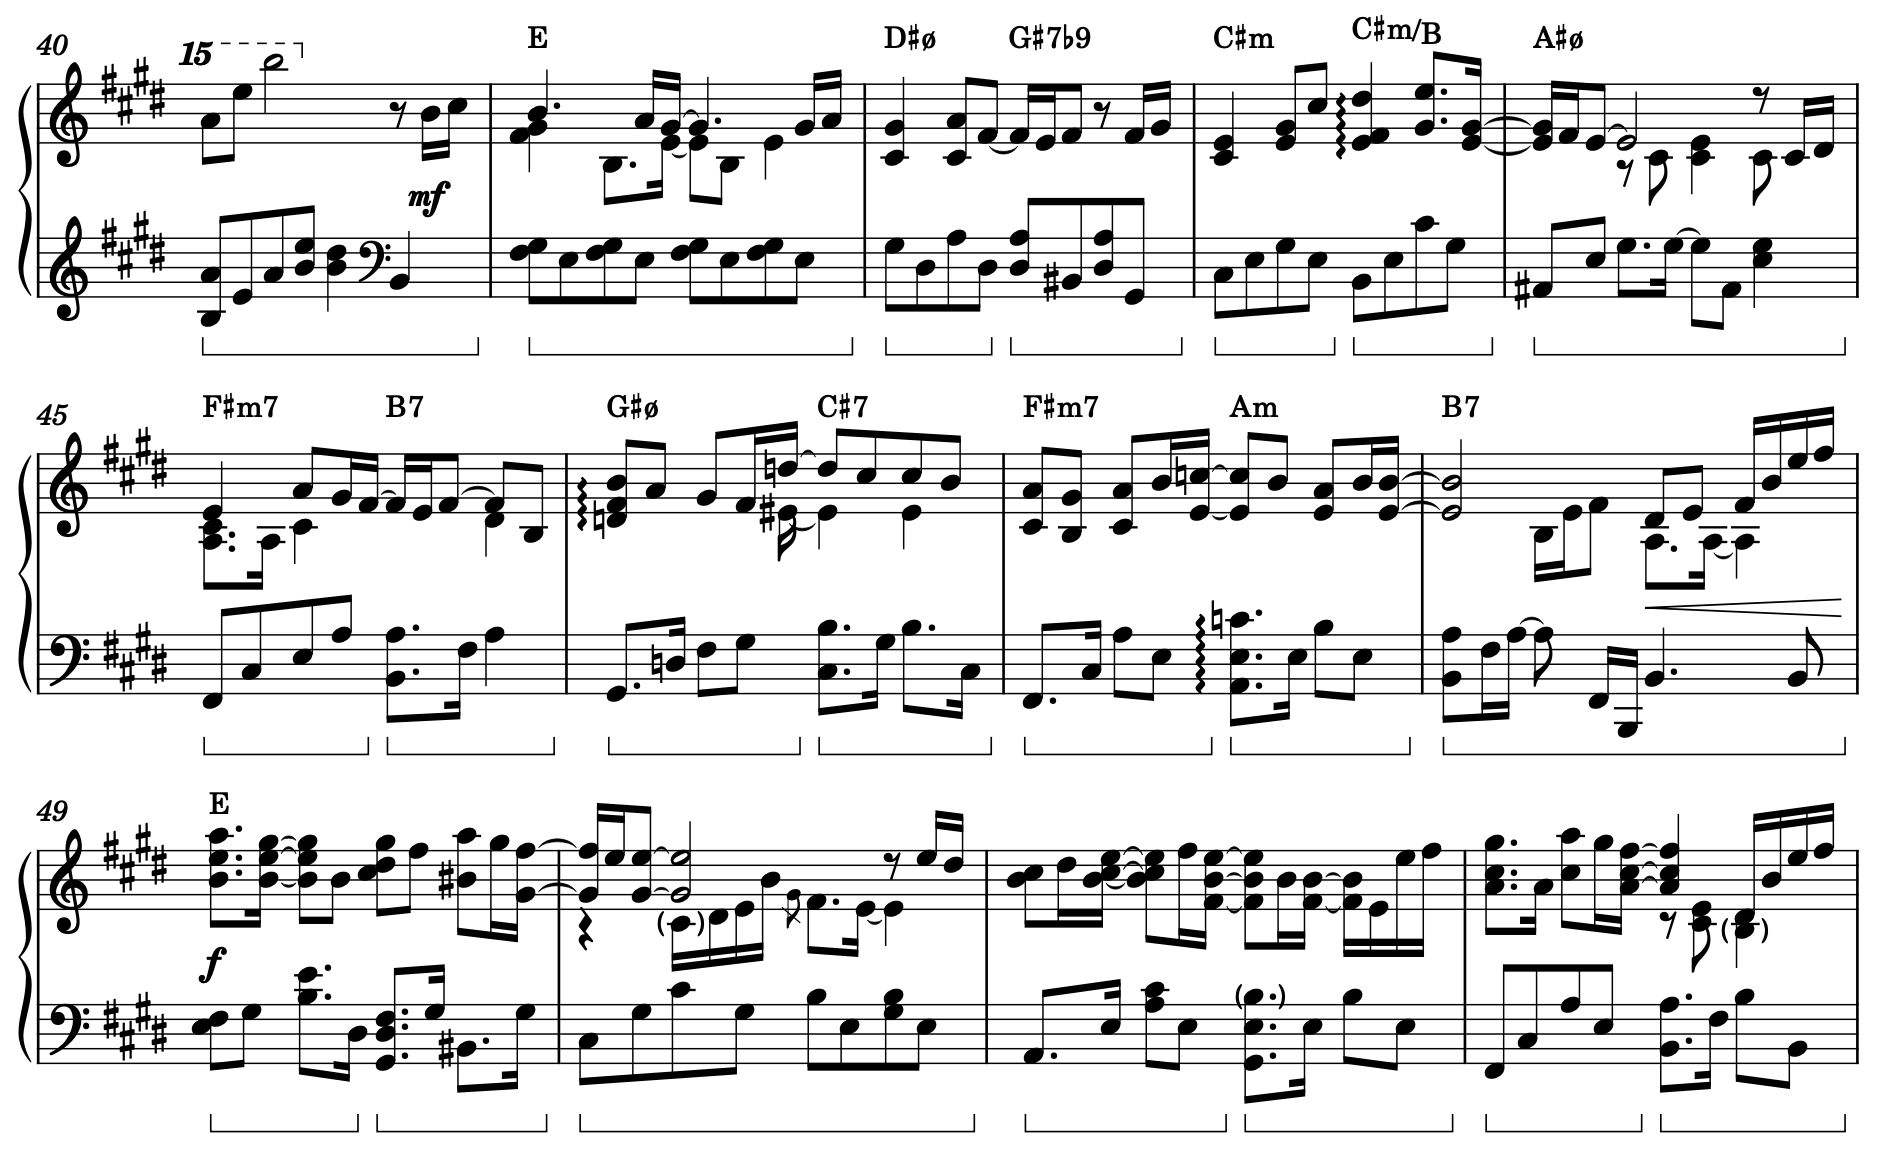 40 15 E D♯ø G♯7♭9 C♯m C♯m/B A♯ø
mf
45 F♯m7 B7 G♯ø C♯7 F♯m7 Am B7
49 E
f